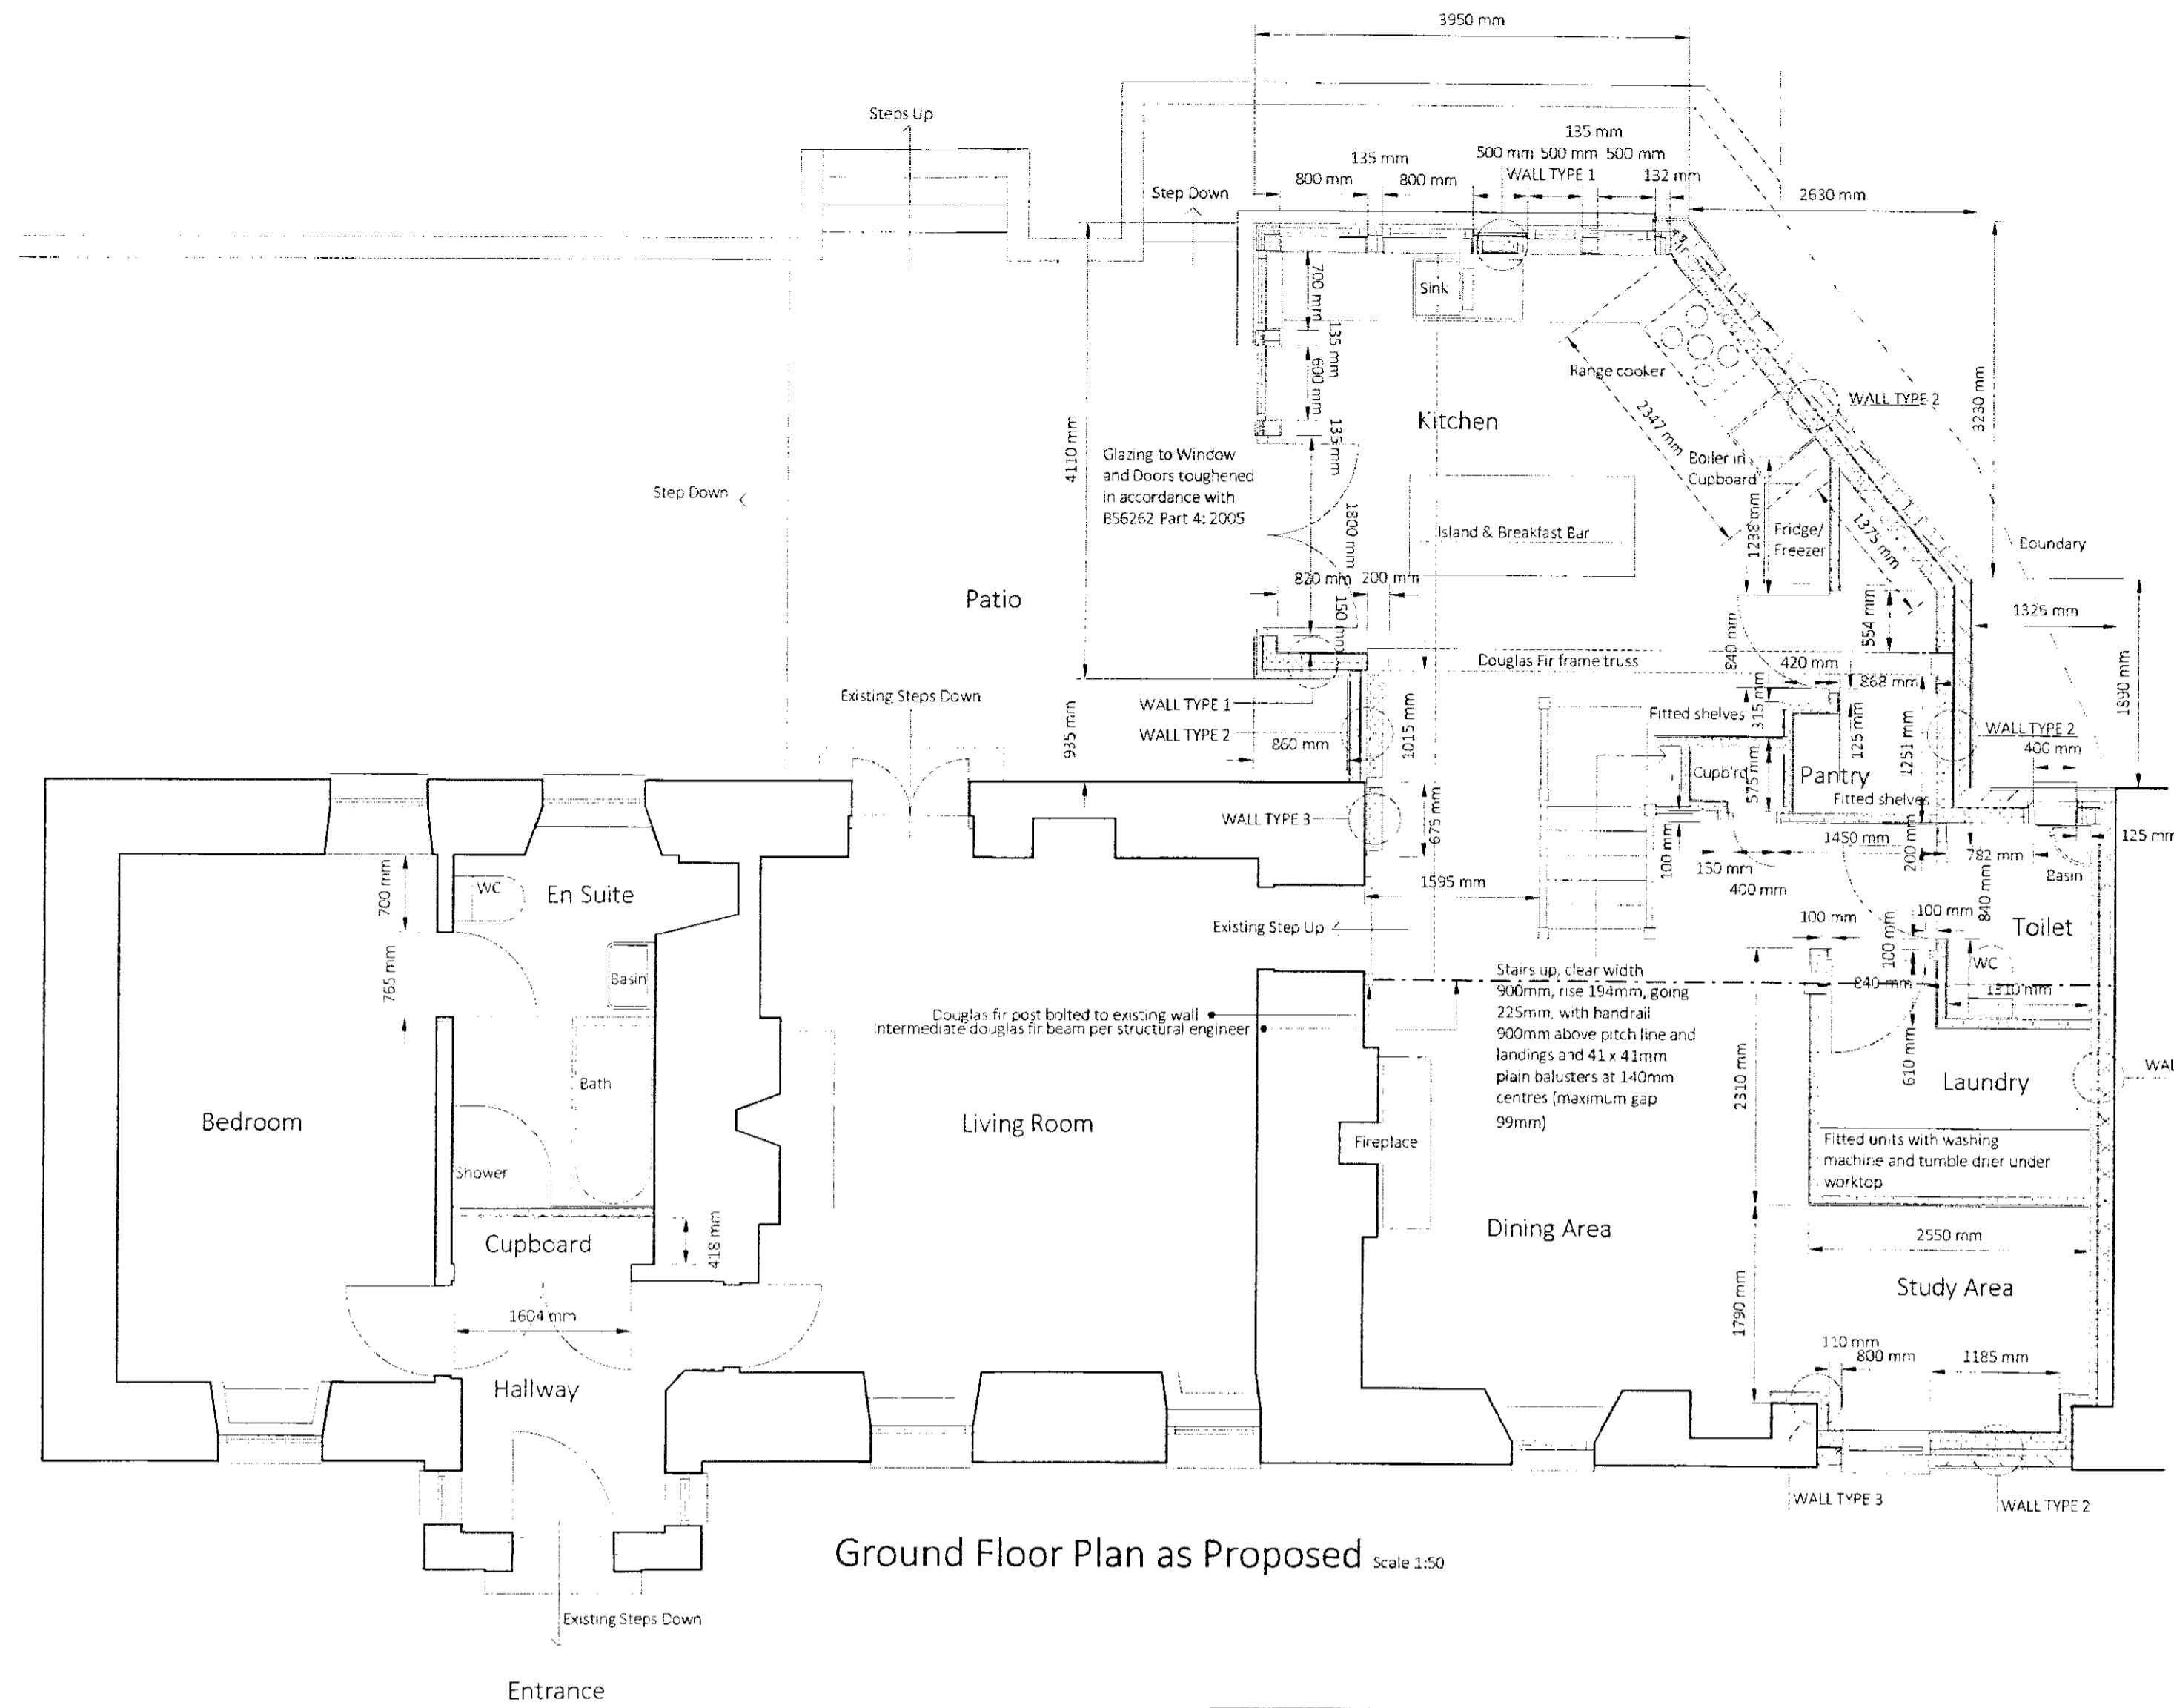 3950 mm
Steps Up
135 mm
135 mm
500 mm 500 mm 500 mm
800 mm
800 mm
WALL TYPE 1
132 mm
Step Down
2630 mm
700 mm
Sink
135 mm
600 mm
Range cooker
3230 mm
WALL TYPE 2
2347 mm
Kitchen
135 mm
4110 mm
Glazing to Window
and Doors toughened
in accordance with
BS6262 Part 4: 2005
Boiler in
Cupboard
Step Down
1238 mm
1800 mm
Island & Breakfast Bar
Fridge/
Freezer
1375 mm
Boundary
820 mm
200 mm
Patio
150 mm
554 mm
1325 mm
840 mm
Douglas Fir frame truss
420 mm
868 mm
1890 mm
Existing Steps Down
WALL TYPE 1
Fitted shelves
315 mm
WALL TYPE 2
935 mm
WALL TYPE 2
860 mm
1015 mm
125 mm
1251 mm
400 mm
Cupb'rd
575 mm
Pantry
Fitted shelves
WALL TYPE 3
675 mm
100 mm
1450 mm
200 mm
782 mm
125 mm
150 mm
400 mm
Basin
700 mm
WC
En Suite
1595 mm
840 mm
100 mm
100 mm
100 mm
Toilet
Existing Step Up
765 mm
Basin
WC
Stairs up, clear width
900mm, rise 194mm, going
225mm, with handrail
900mm above pitch line and
landings and 41 x 41mm
plain balusters at 140mm
centres (maximum gap
99mm)
840 mm
1310 mm
Douglas fir post bolted to existing wall
Intermediate douglas fir beam per structural engineer
610 mm
WAL
Bath
2310 mm
Laundry
Bedroom
Living Room
Fireplace
Fitted units with washing
machine and tumble drier under
worktop
Shower
Dining Area
Cupboard
418 mm
2550 mm
Study Area
1604 mm
1790 mm
110 mm
800 mm
1185 mm
Hallway
WALL TYPE 3
WALL TYPE 2
Ground Floor Plan as Proposed Scale 1:50
Existing Steps Down
Entrance